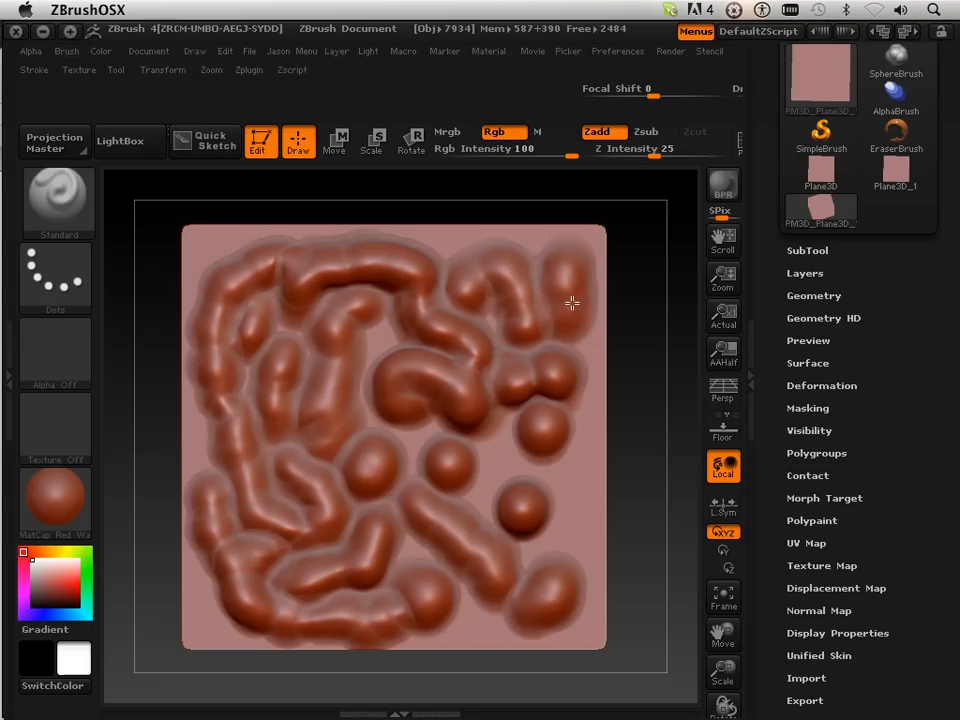 ZBrushOSX
4
ZBrush 4[ZRCM-UMBO-AEGJ-SYDD] ZBrush Document [Obj▸7934] Mem▸587+390 Free▸2484 Menus DefaultZScript
Alpha Brush Color Document Draw Edit File Jason Menu Layer Light Macro Marker Material Movie Picker Preferences Render Stencil
Stroke Texture Tool Transform Zoom Zplugin Zscript
Focal Shift 0
Projection Master
LightBox
Quick Sketch
Edit
Draw
Move
Scale
Rotate
Mrgb Rgb M Zadd Zsub Zcut
Rgb Intensity 100 Z Intensity 25
Standard
Dots
Alpha Off
Texture Off
MatCap Red Wa
Gradient
SwitchColor
BPR
SPix
Scroll
Zoom
Actual
AAHalf
Persp
Floor
Local
L.Sym
XYZ
Frame
Move
Scale
PM3D_Plane3D_
SphereBrush
AlphaBrush
SimpleBrush
EraserBrush
Plane3D
Plane3D_1
PM3D_Plane3D_
SubTool
Layers
Geometry
Geometry HD
Preview
Surface
Deformation
Masking
Visibility
Polygroups
Contact
Morph Target
Polypaint
UV Map
Texture Map
Displacement Map
Normal Map
Display Properties
Unified Skin
Import
Export